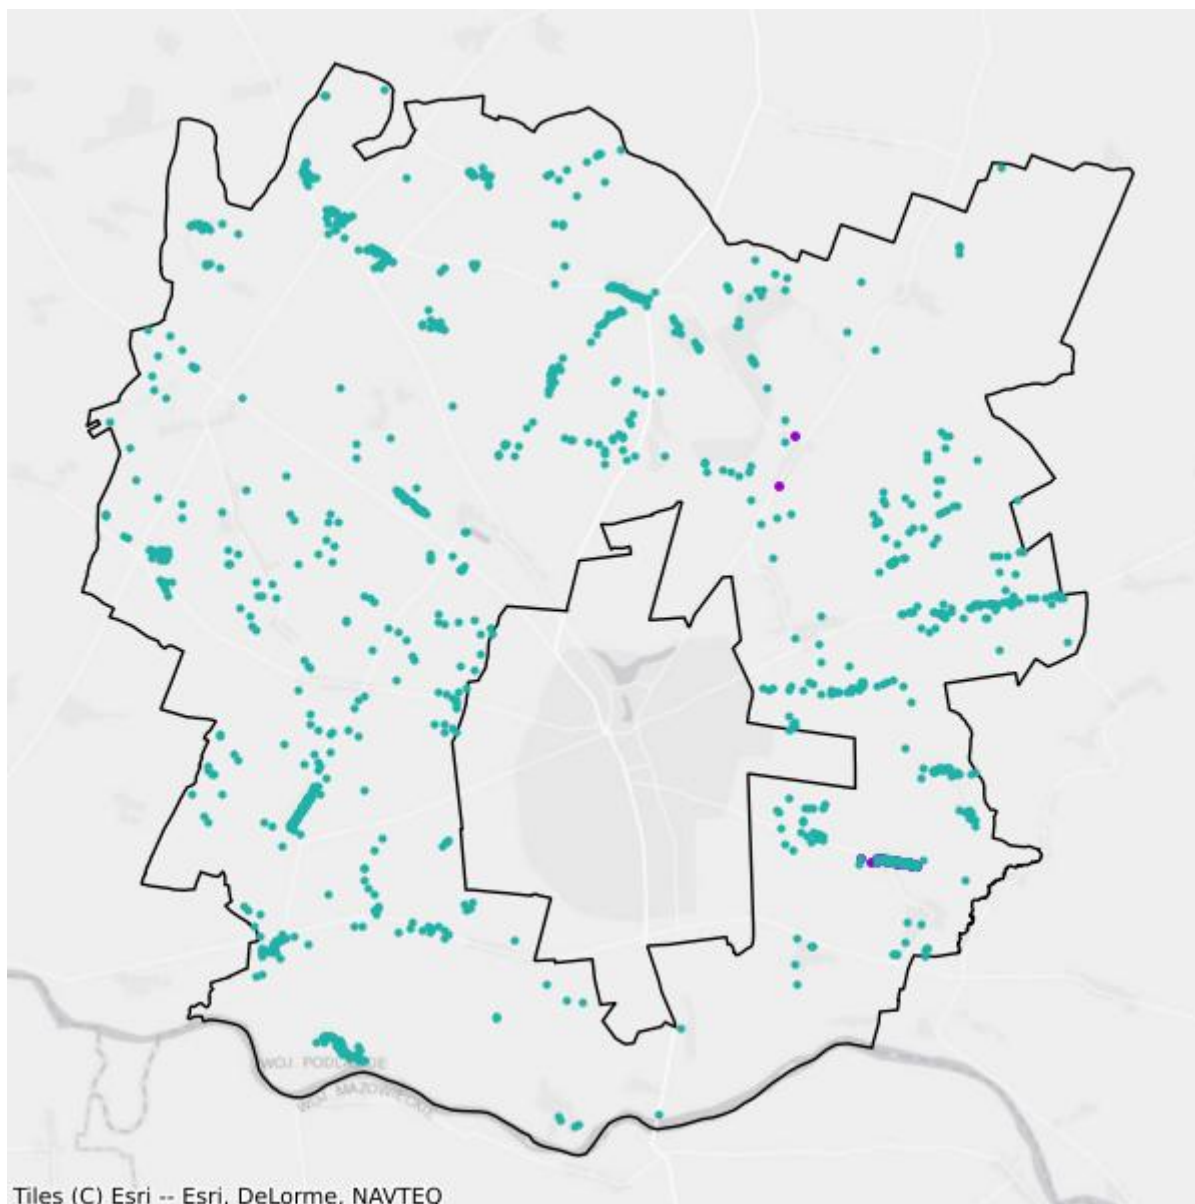 WOJ. PODLASKIE
WOJ. MAZOWIECKIE
Tiles (C) Esri -- Esri, DeLorme, NAVTEQ